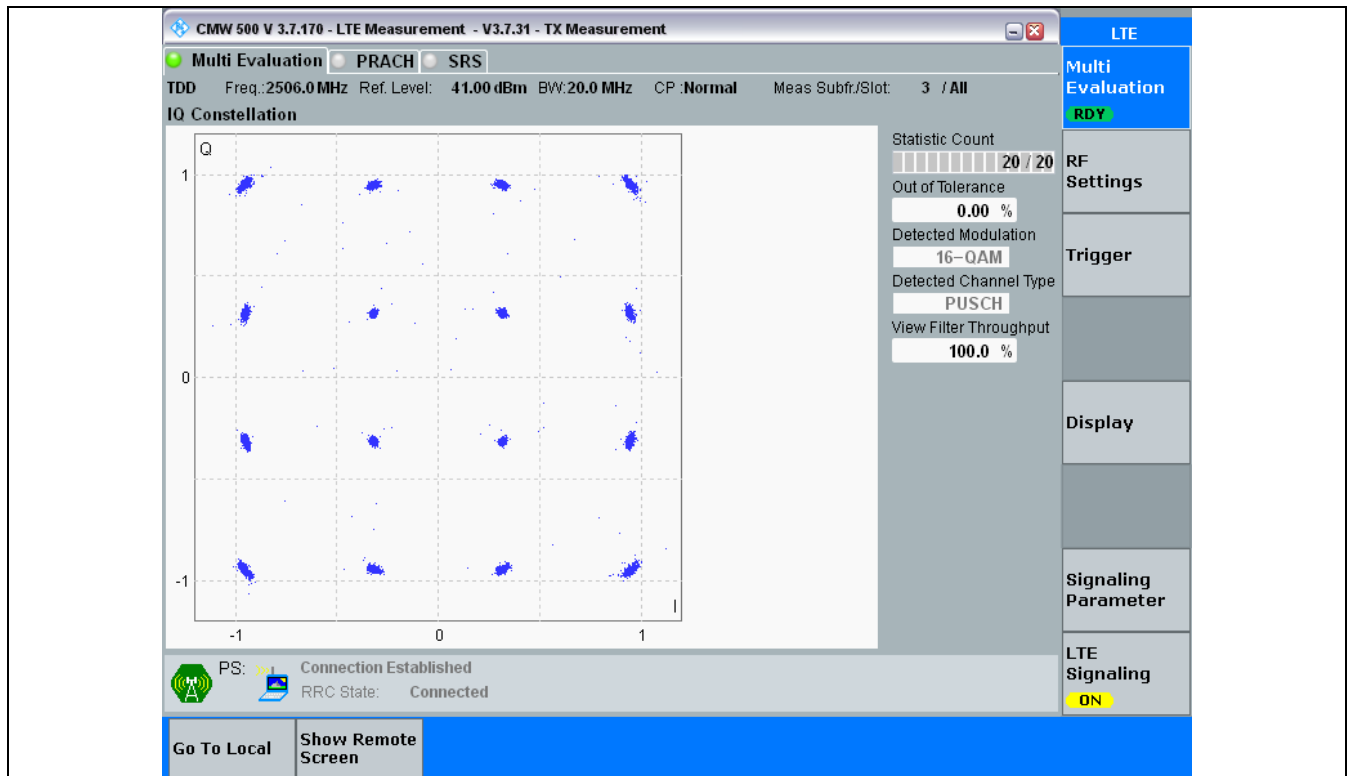 CMW 500 V 3.7.170 - LTE Measurement - V3.7.31 - TX Measurement
LTE
Multi Evaluation PRACH SRS
TDD Freq.:2506.0 MHz Ref. Level: 41.00 dBm BW:20.0 MHz CP :Normal Meas Subfr./Slot: 3 / All
IQ Constellation
Q
1
0
-1
I
-1 0 1
Statistic Count
20 / 20
Out of Tolerance
0.00 %
Detected Modulation
16-QAM
Detected Channel Type
PUSCH
View Filter Throughput
100.0 %
Multi
Evaluation
RDY
RF
Settings
Trigger
Display
Signaling
Parameter
LTE
Signaling
ON
PS: Connection Established
RRC State: Connected
Go To Local
Show Remote
Screen